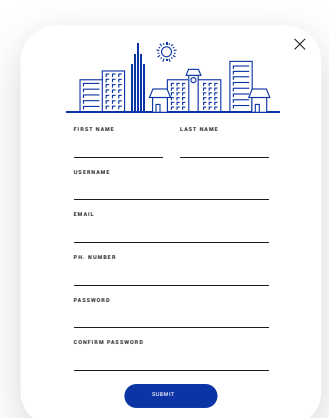 FIRST NAME LAST NAME
USERNAME
EMAIL
PH. NUMBER
PASSWORD
CONFIRM PASSWORD
SUBMIT